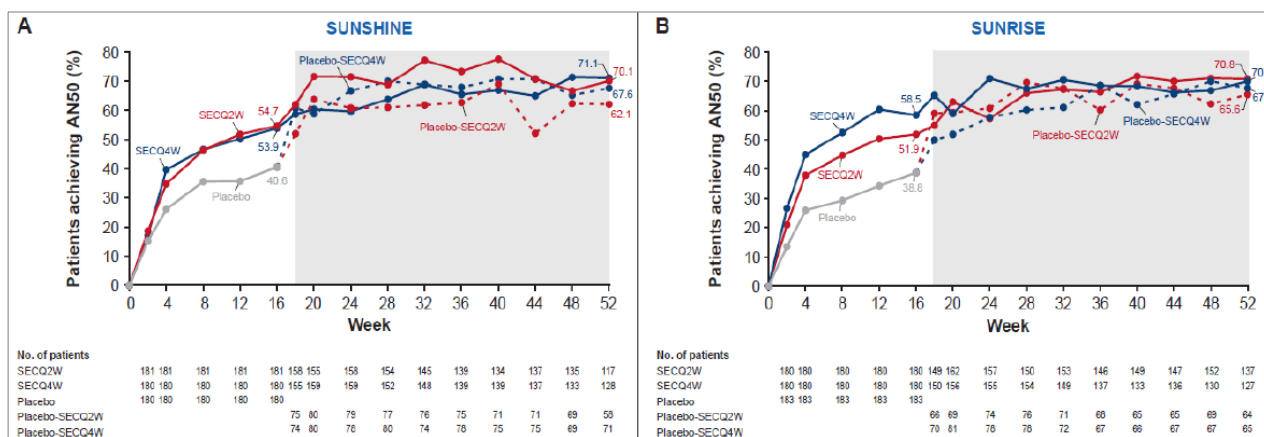 A
SUNSHINE
Patients achieving AN50 (%)
80
70
60
50
40
30
20
10
0
Placebo-SECQ4W
SECQ2W
54.7
SECQ4W
53.9
Placebo
40.6
Placebo-SECQ2W
71.1
70.1
67.6
62.1
0 4 8 12 16 20 24 28 32 36 40 44 48 52
Week
No. of patients
SECQ2W 181 181 181 181 181 158 155 158 154 145 139 134 137 135 117
SECQ4W 180 180 180 180 180 155 159 159 152 148 139 139 137 133 128
Placebo 180 180 180 180 180
Placebo-SECQ2W 75 80 79 77 76 75 71 71 69 58
Placebo-SECQ4W 74 80 78 80 74 78 75 75 69 71
B
SUNRISE
Patients achieving AN50 (%)
80
70
60
50
40
30
20
10
0
SECQ4W
58.5
51.9
SECQ2W
Placebo
38.8
Placebo-SECQ2W
Placebo-SECQ4W
70.8
70
67
65.6
0 4 8 12 16 20 24 28 32 36 40 44 48 52
Week
No. of patients
SECQ2W 180 180 180 180 180 149 162 157 150 153 146 149 147 152 137
SECQ4W 180 180 180 180 180 150 156 155 154 149 137 133 136 130 127
Placebo 183 183 183 183 183
Placebo-SECQ2W 66 69 74 76 71 68 65 65 69 64
Placebo-SECQ4W 70 81 78 78 72 67 66 67 67 65